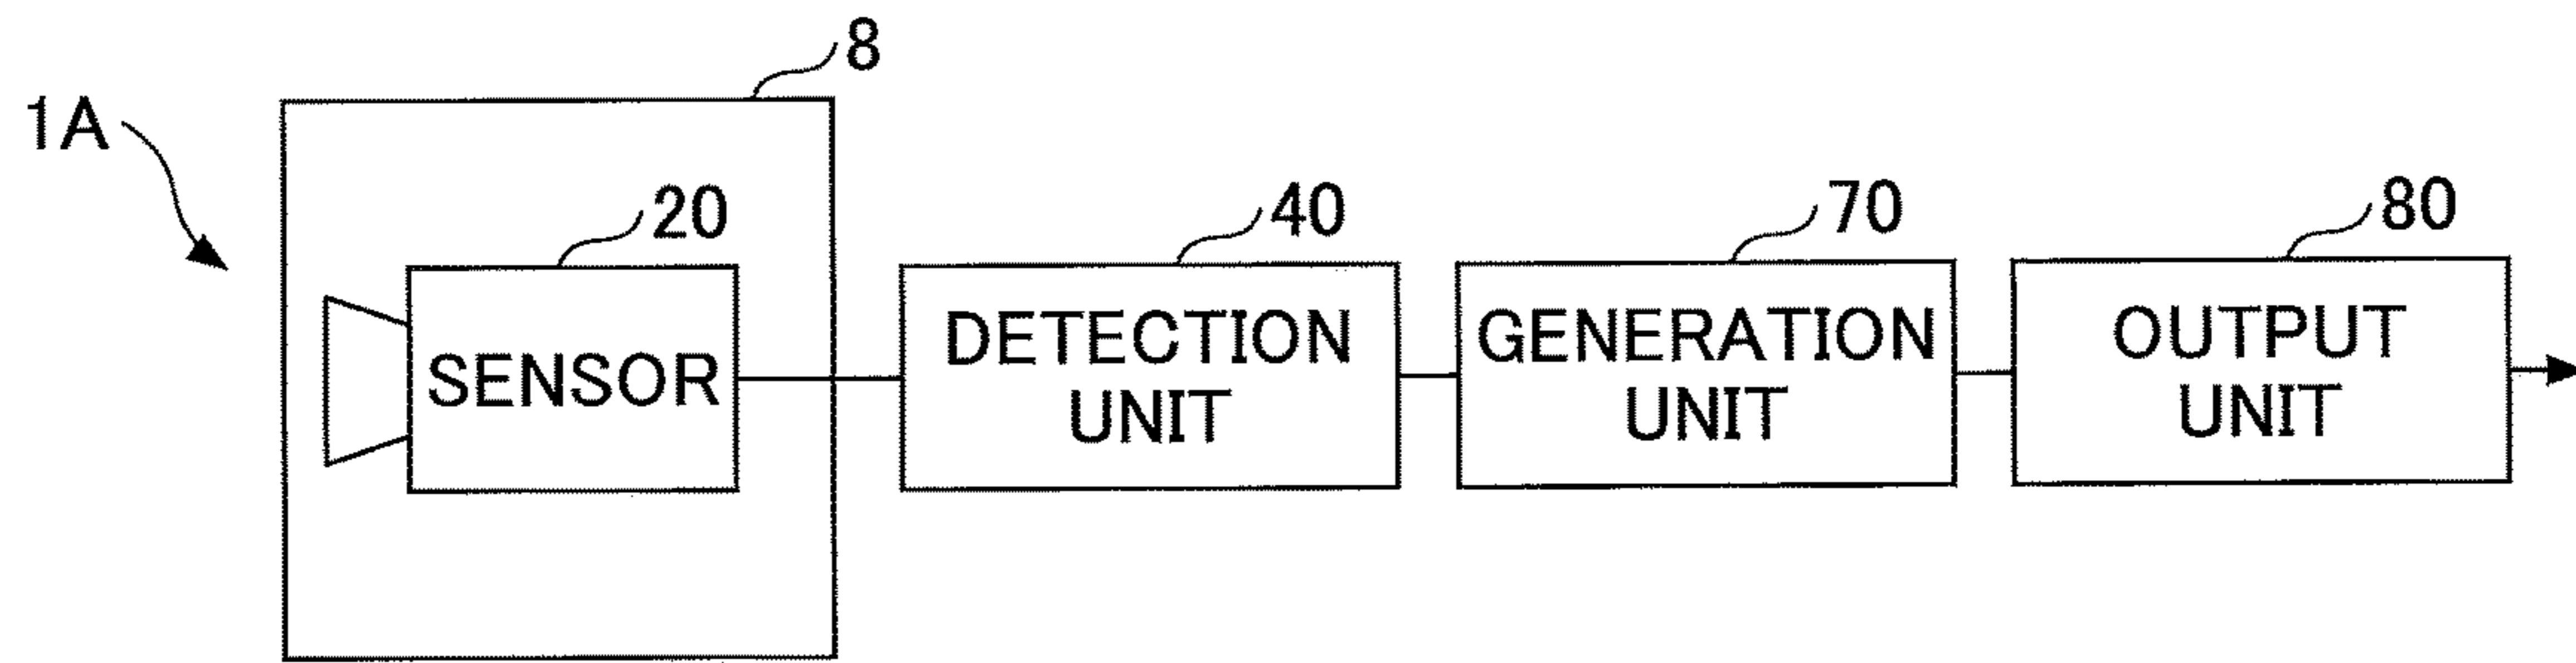 8
1A
20
40
70
80
SENSOR
DETECTION
UNIT
GENERATION
UNIT
OUTPUT
UNIT